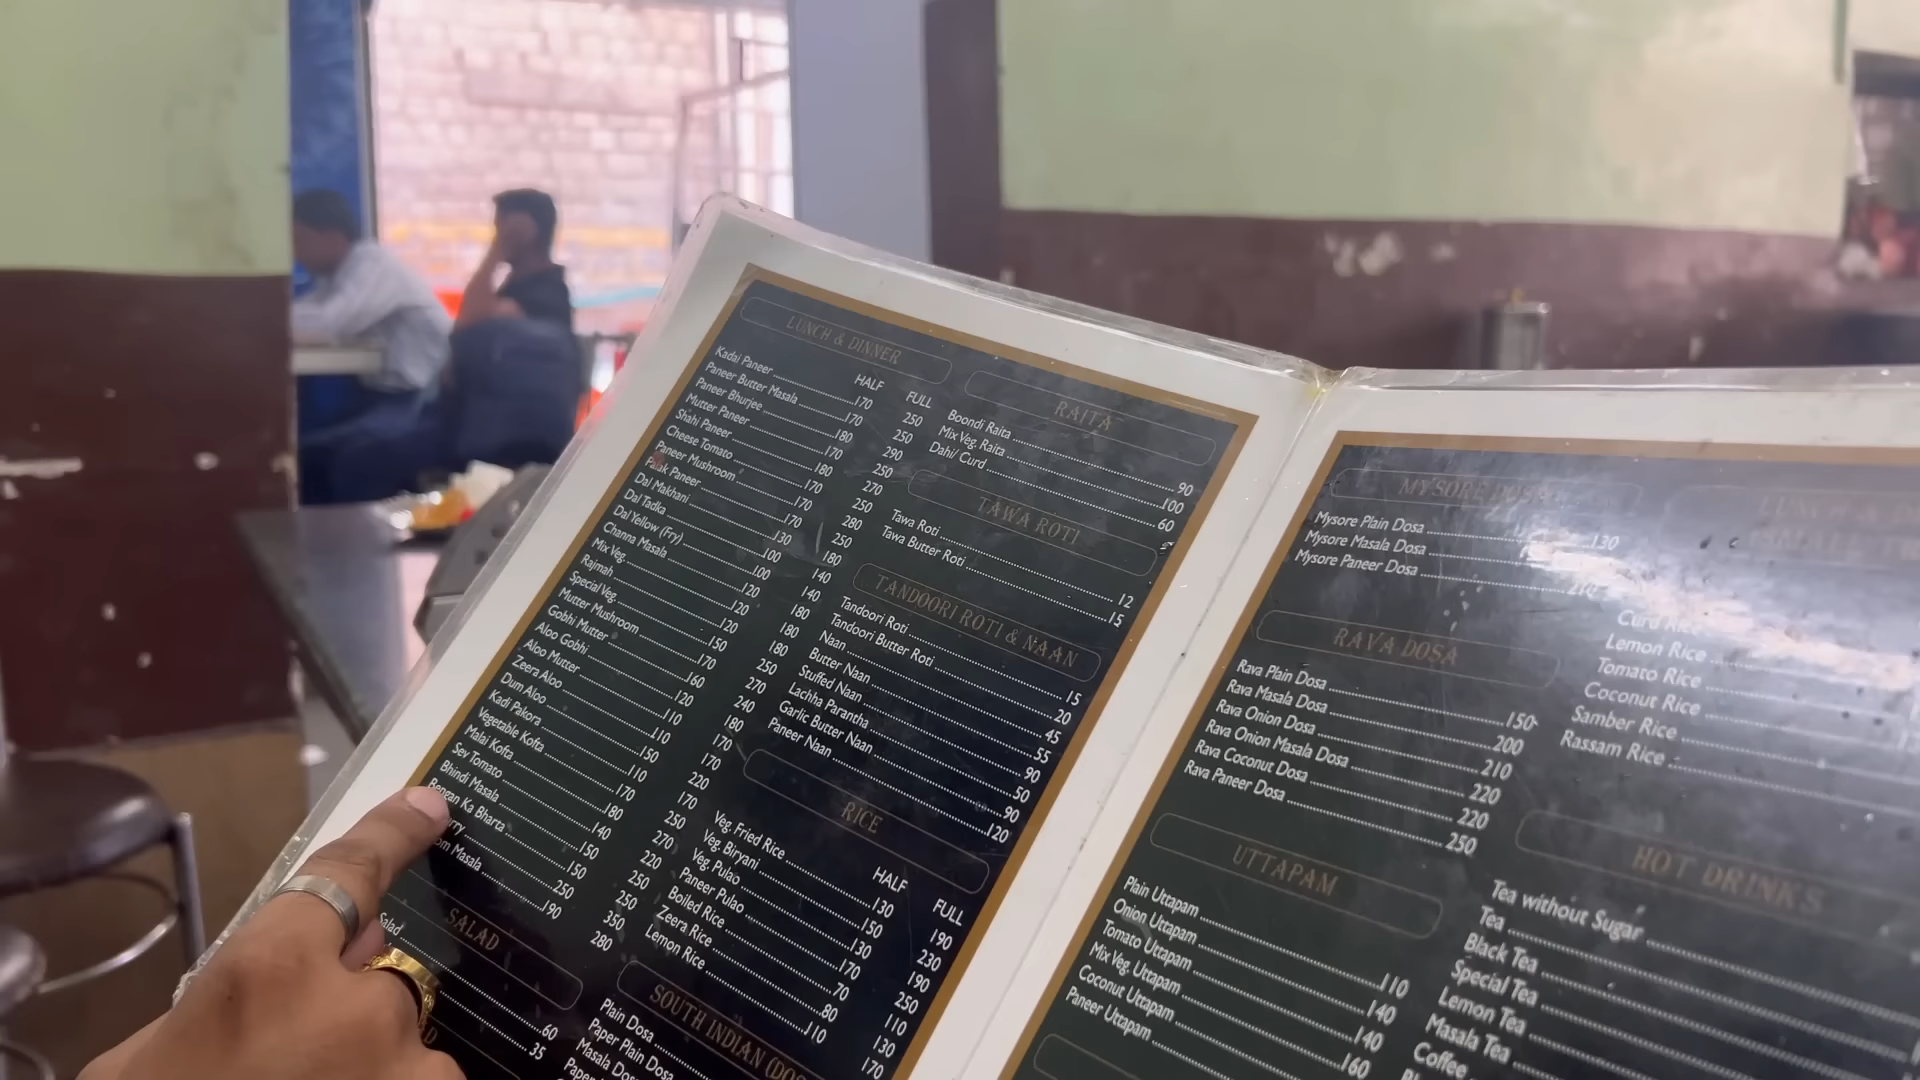 LUNCH & DINNER
HALF FULL
Kadai Paneer 170 250
Paneer Butter Masala 170 250
Paneer Bhurjee 180 290
Mutter Paneer 170 250
Shahi Paneer 180 270
Cheese Tomato 170 250
Paneer Mushroom 170 280
Palak Paneer 170 250
Dal Makhani 130 180
Dal Tadka 100 140
Dal Yellow (Fry) 100 140
Channa Masala 120 180
Mix Veg. 120 180
Rajmah 120 180
Special Veg. 150 250
Mutter Mushroom 170 270
Gobhi Mutter 160 240
Aloo Gobhi 120 180
Aloo Mutter 110 170
Zeera Aloo 110 170
Dum Aloo 150 220
Kadi Pakora 110 170
Vegetable Kofta 170 250
Malai Kofta 180 270
Sev Tomato 140 220
Bhindi Masala 150 250
Bengan Ka Bharta 150 250
250 350
Masala 190 280
SALAD
Salad 60
35
RAITA
Boondi Raita 90
Mix Veg. Raita 100
Dahi/ Curd 60
TAWA ROTI
Tawa Roti 12
Tawa Butter Roti 15
TANDOORI ROTI & NAAN
Tandoori Roti 15
Tandoori Butter Roti 20
Naan 45
Butter Naan 55
Stuffed Naan 90
Lachha Parantha 50
Garlic Butter Naan 90
Paneer Naan 120
RICE
HALF FULL
Veg. Fried Rice 130 190
Veg. Biryani 150 230
Veg. Pulao 130 190
Paneer Pulao 170 250
Boiled Rice 70 110
Zeera Rice 80 130
Lemon Rice 110 170
SOUTH INDIAN
Plain Dosa
Paper Plain Dosa
Masala
MYSORE DOSA
Mysore Plain Dosa 130
Mysore Masala Dosa
Mysore Paneer Dosa 210
RAVA DOSA
Rava Plain Dosa 150
Rava Masala Dosa 200
Rava Onion Dosa 210
Rava Onion Masala Dosa 220
Rava Coconut Dosa 220
Rava Paneer Dosa 250
UTTAPAM
Plain Uttapam 110
Onion Uttapam 140
Tomato Uttapam 140
Mix Veg. Uttapam 160
Coconut Uttapam
Paneer Uttapam
Curd Rice
Lemon Rice
Tomato Rice
Coconut Rice
Samber Rice
Rassam Rice
HOT DRINKS
Tea without Sugar
Tea
Black Tea
Special Tea
Lemon Tea
Masala Tea
Coffee